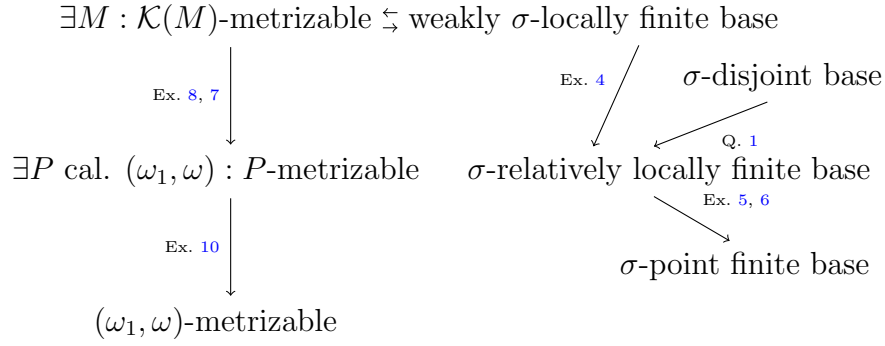 ∃M : K(M)-metrizable ⇆ weakly σ-locally finite base
σ-disjoint base
Ex. 8, 7
Ex. 4
Q. 1
∃P cal. (ω₁, ω) : P-metrizable
σ-relatively locally finite base
Ex. 5, 6
Ex. 10
σ-point finite base
(ω₁, ω)-metrizable